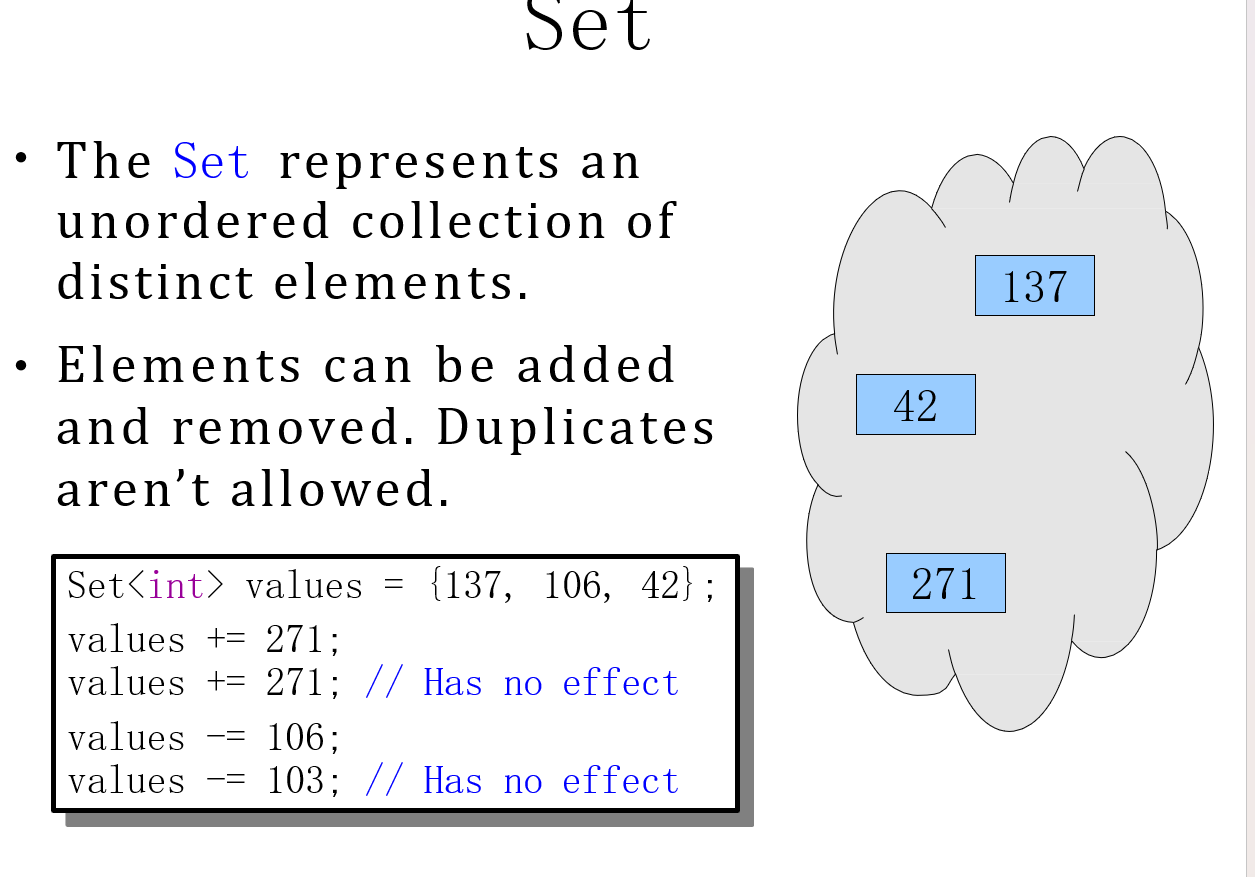 Set
• The Set represents an
unordered collection of
distinct elements.
• Elements can be added
and removed. Duplicates
aren’t allowed.
Set<int> values = {137, 106, 42};
values += 271;
values += 271; // Has no effect
values -= 106;
values -= 103; // Has no effect
137
42
271